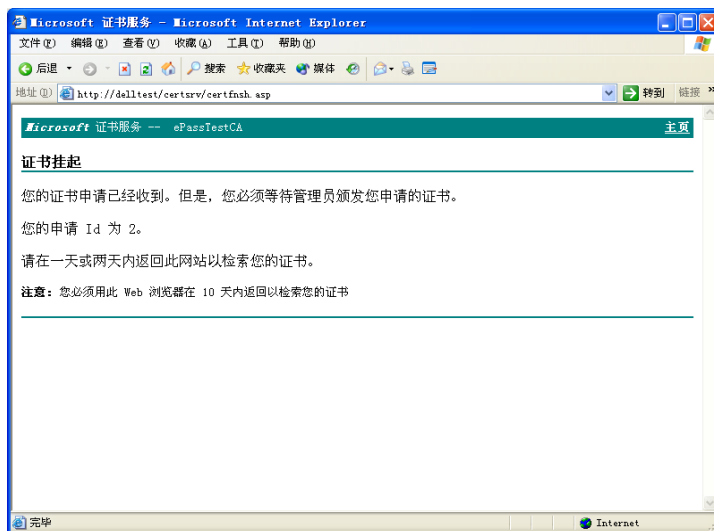 Microsoft 证书服务 - Microsoft Internet Explorer
文件(F) 编辑(E) 查看(V) 收藏(A) 工具(T) 帮助(H)
后退 搜索 收藏夹 媒体
地址(D) http://delltest/certsrv/certfnsh.asp 转到 链接 »
Microsoft 证书服务 -- ePassTestCA 主页
证书挂起
您的证书申请已经收到。但是，您必须等待管理员颁发您申请的证书。
您的申请 Id 为 2。
请在一天或两天内返回此网站以检索您的证书。
注意：您必须用此 Web 浏览器在 10 天内返回以检索您的证书
完毕 Internet